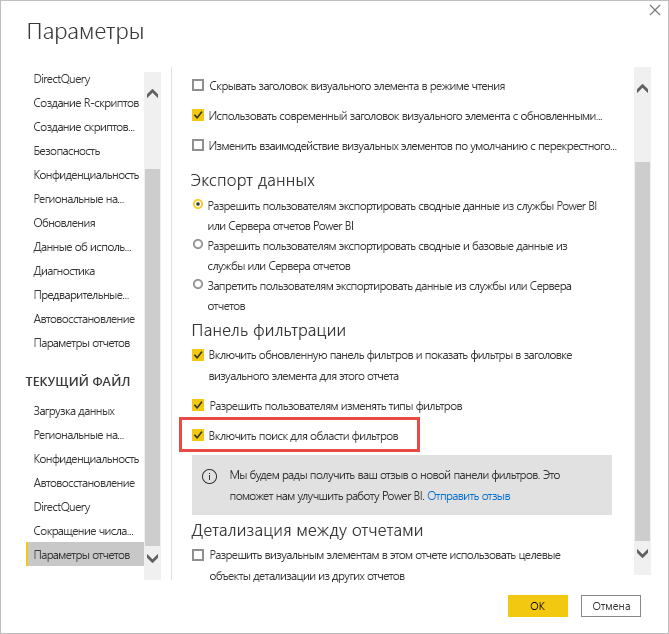 Параметры
DirectQuery
Создание R-скриптов
Создание скриптов...
Безопасность
Конфиденциальность
Региональные на...
Обновления
Данные об исполь...
Диагностика
Предварительные...
Автовосстановление
Параметры отчетов
ТЕКУЩИЙ ФАЙЛ
Загрузка данных
Региональные на...
Конфиденциальность
Автовосстановление
DirectQuery
Сокращение числа...
Параметры отчетов
Скрывать заголовок визуального элемента в режиме чтения
Использовать современный заголовок визуального элемента с обновленными...
Изменить взаимодействие визуальных элементов по умолчанию с перекрестного...
Экспорт данных
Разрешить пользователям экспортировать сводные данные из службы Power BI
или Сервера отчетов Power BI
Разрешить пользователям экспортировать сводные и базовые данные из
службы или Сервера отчетов
Запретить пользователям экспортировать данные из службы или Сервера
отчетов
Панель фильтрации
Включить обновленную панель фильтров и показать фильтры в заголовке
визуального элемента для этого отчета
Разрешить пользователям изменять типы фильтров
Включить поиск для области фильтров
Мы будем рады получить ваш отзыв о новой панели фильтров. Это
поможет нам улучшить работу Power BI. Отправить отзыв
Детализация между отчетами
Разрешить визуальным элементам в этом отчете использовать целевые
объекты детализации из других отчетов
ОК
Отмена